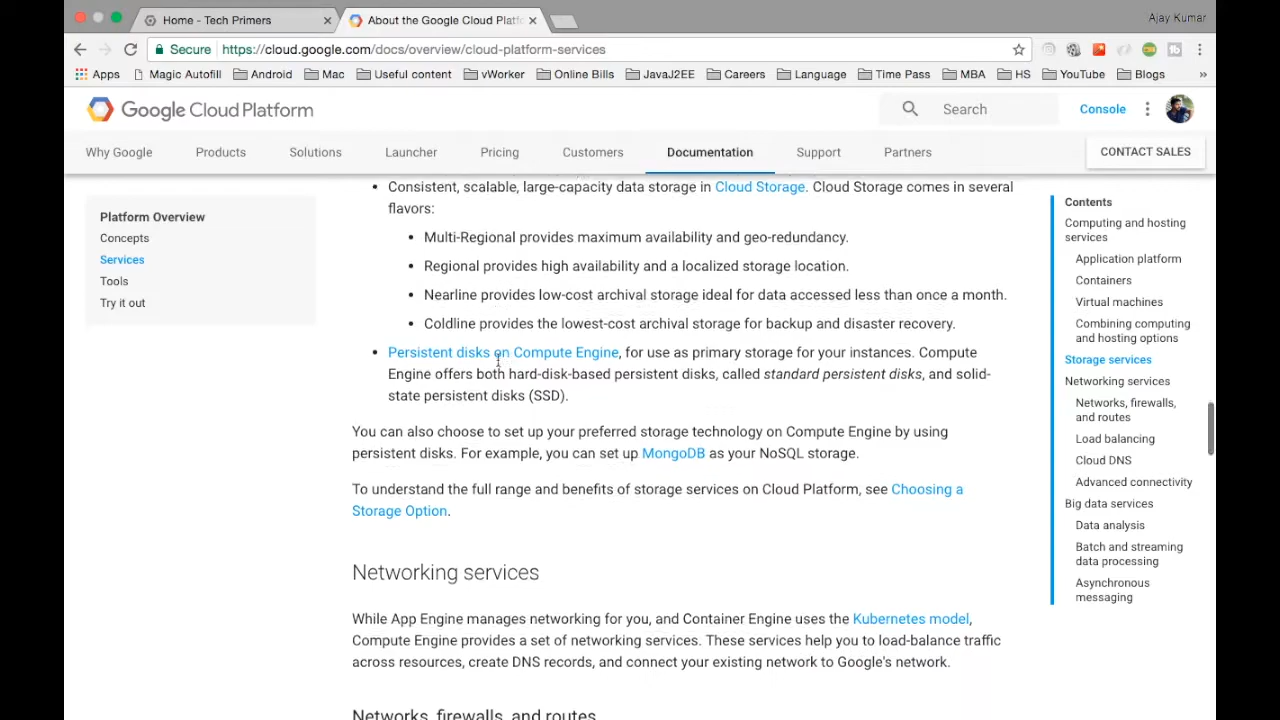 Home - Tech Primers
About the Google Cloud Platf
Ajay Kumar
Secure
https://cloud.google.com/docs/overview/cloud-platform-services
Apps
Magic Autofill
Android
Mac
Useful content
vWorker
Online Bills
JavaJ2EE
Careers
Language
Time Pass
MBA
HS
YouTube
Blogs
»
Google Cloud Platform
Search
Console
Why Google
Products
Solutions
Launcher
Pricing
Customers
Documentation
Support
Partners
CONTACT SALES
Platform Overview
Concepts
Services
Tools
Try it out
• Consistent, scalable, large-capacity data storage in Cloud Storage. Cloud Storage comes in several
flavors:
• Multi-Regional provides maximum availability and geo-redundancy.
• Regional provides high availability and a localized storage location.
• Nearline provides low-cost archival storage ideal for data accessed less than once a month.
• Coldline provides the lowest-cost archival storage for backup and disaster recovery.
• Persistent disks on Compute Engine, for use as primary storage for your instances. Compute
Engine offers both hard-disk-based persistent disks, called standard persistent disks, and solid-
state persistent disks (SSD).
You can also choose to set up your preferred storage technology on Compute Engine by using
persistent disks. For example, you can set up MongoDB as your NoSQL storage.
To understand the full range and benefits of storage services on Cloud Platform, see Choosing a
Storage Option.
Networking services
While App Engine manages networking for you, and Container Engine uses the Kubernetes model,
Compute Engine provides a set of networking services. These services help you to load-balance traffic
across resources, create DNS records, and connect your existing network to Google's network.
Networks, firewalls, and routes
Contents
Computing and hosting
services
Application platform
Containers
Virtual machines
Combining computing
and hosting options
Storage services
Networking services
Networks, firewalls,
and routes
Load balancing
Cloud DNS
Advanced connectivity
Big data services
Data analysis
Batch and streaming
data processing
Asynchronous
messaging